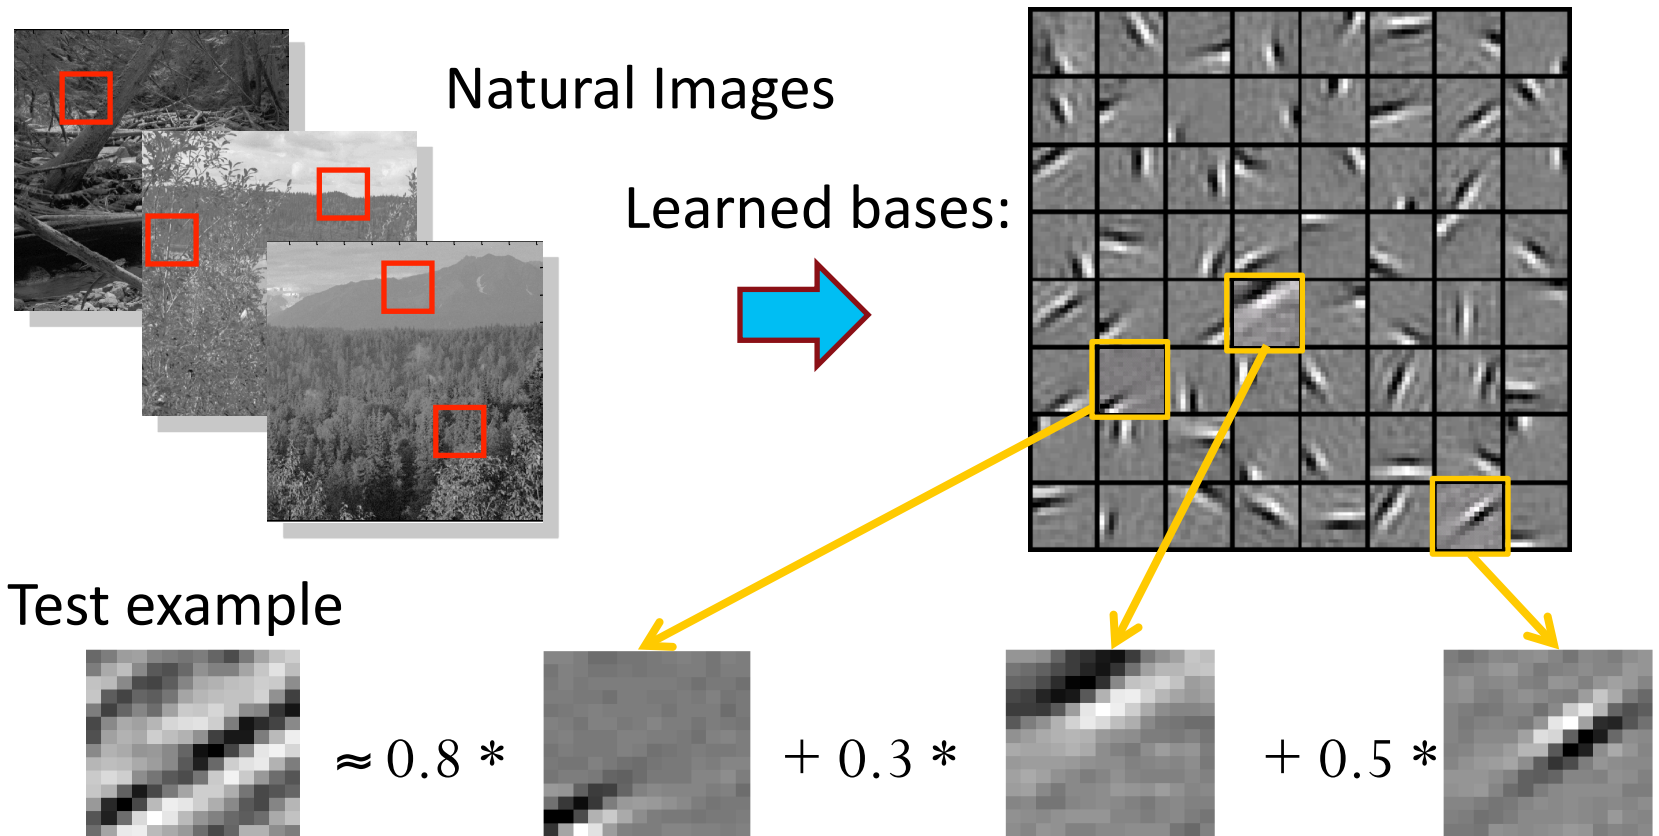 Natural Images
Learned bases:
Test example
≈ 0.8 * + 0.3 * + 0.5 *